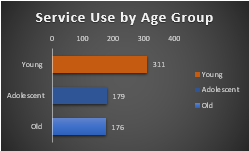 Service Use by Age Group
0 100 200 300 400
Young 311
Adolescent 179
Old 176
Young
Adolescent
Old